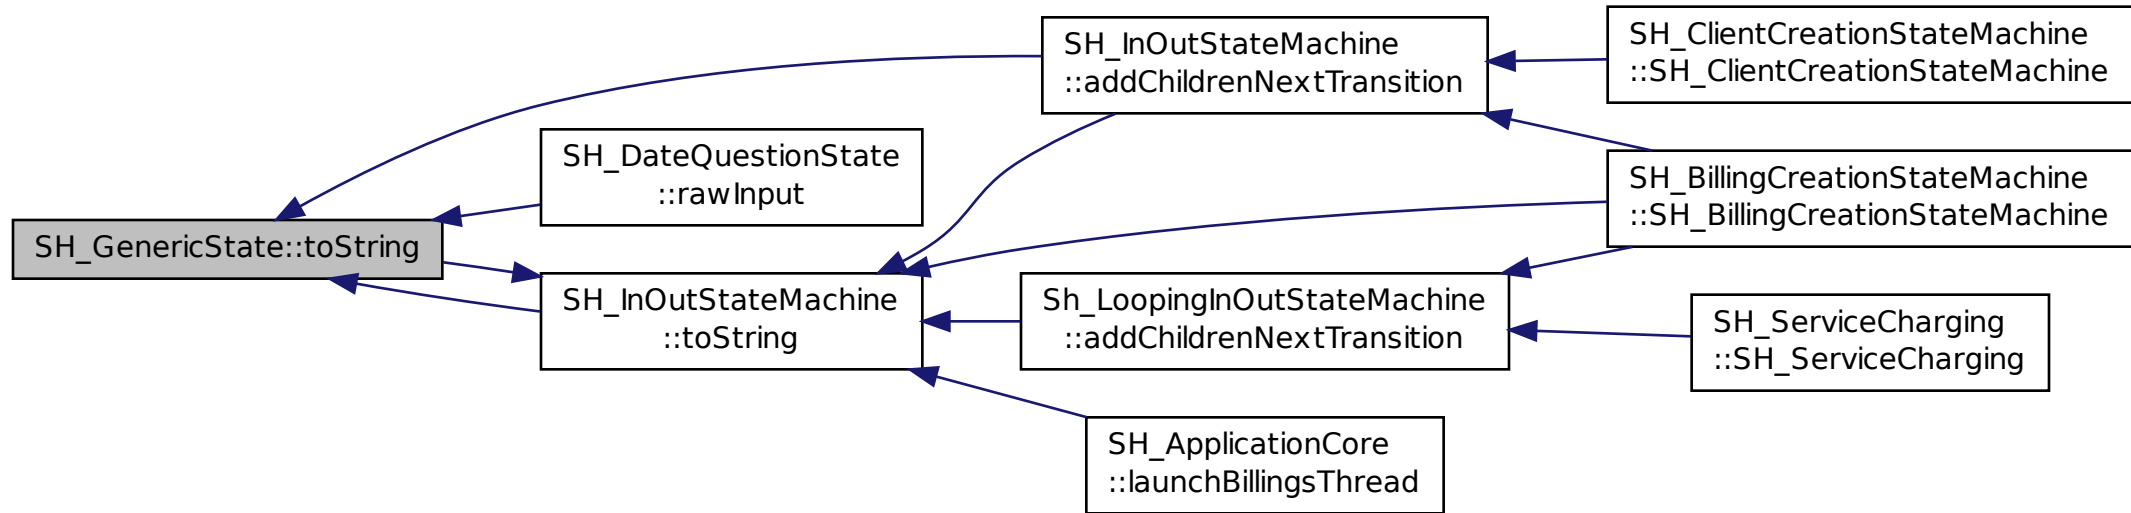 SH_GenericState::toString
SH_DateQuestionState
::rawInput
SH_InOutStateMachine
::toString
SH_InOutStateMachine
::addChildrenNextTransition
Sh_LoopingInOutStateMachine
::addChildrenNextTransition
SH_ApplicationCore
::launchBillingsThread
SH_ClientCreationStateMachine
::SH_ClientCreationStateMachine
SH_BillingCreationStateMachine
::SH_BillingCreationStateMachine
SH_ServiceCharging
::SH_ServiceCharging